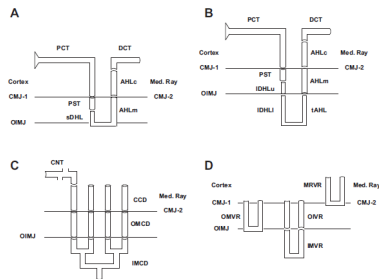 A
PCT
DCT
AHLc
Cortex
Med. Ray
CMJ-1
CMJ-2
PST
AHLm
sDHL
OIMJ
B
PCT
DCT
AHLc
Cortex
Med. Ray
CMJ-1
CMJ-2
PST
AHLm
lDHLu
OIMJ
lDHLl
tAHL
C
CNT
CCD
Med. Ray
CMJ-2
OMCD
OIMJ
IMCD
D
MRVR
Cortex
Med. Ray
CMJ-1
CMJ-2
OMVR
OIVR
OIMJ
IMVR